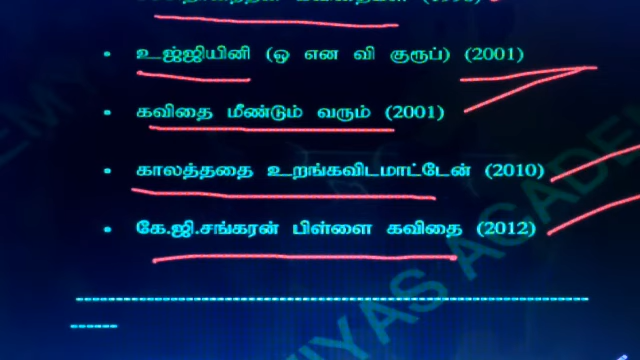 • உஜ்ஜியினி (ஒ என வி குரூப்) (2001)
• கவிதை மீண்டும் வரும் (2001)
• காலத்ததை உறங்கவிடமாட்டேன் (2010)
• கே.ஜி.சங்கரன் பிள்ளை கவிதை (2012)